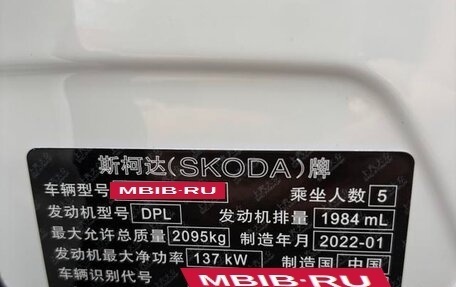 斯柯达(SKODA)牌
车辆型号 MBIB-RU 乘坐人数 5
发动机型号 DPL 发动机排量 1984 mL
最大允许总质量 2095kg 制造年月 2022-01
发动机最大净功率 137 kW 制造国 中国
车辆识别代号 MBIB-RU